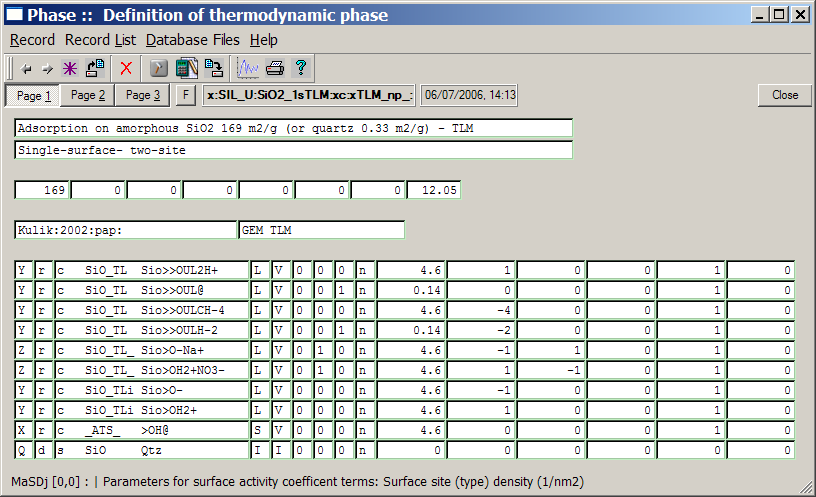 Phase :: Definition of thermodynamic phase
Record Record List Database Files Help
Page 1 Page 2 Page 3 F x:SIL_U:SiO2_1sTLM:xc:xTLM_np_: 06/07/2006, 14:13 Close
Adsorption on amorphous SiO2 169 m2/g (or quartz 0.33 m2/g) - TLM
Single-surface- two-site
169 0 0 0 0 0 0 12.05
Kulik:2002:pap: GEM TLM
Y r c SiO_TL Sio>>OUL2H+ L V 0 0 0 n 4.6 1 0 0 1 0
Y r c SiO_TL Sio>>OUL@ L V 0 0 1 n 0.14 0 0 0 1 0
Y r c SiO_TL Sio>>OULCH-4 L V 0 0 0 n 4.6 -4 0 0 1 0
Y r c SiO_TL Sio>>OULH-2 L V 0 0 1 n 0.14 -2 0 0 1 0
Z r c SiO_TL_ Sio>O-Na+ L V 0 1 0 n 4.6 -1 1 0 1 0
Z r c SiO_TL_ Sio>OH2+NO3- L V 0 1 0 n 4.6 1 -1 0 1 0
Y r c SiO_TLi Sio>O- L V 0 0 0 n 4.6 -1 0 0 1 0
Y r c SiO_TLi Sio>OH2+ L V 0 0 0 n 4.6 1 0 0 1 0
X r c _ATS_ >OH@ S V 0 0 0 n 4.6 0 0 0 1 0
Q d s SiO Qtz I I 0 0 0 n 0 0 0 0 0 0
MaSDj [0,0] : | Parameters for surface activity coefficent terms: Surface site (type) density (1/nm2)